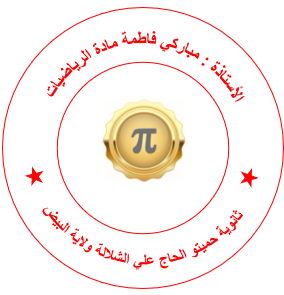 الأستاذة : مباركي فاطمة مادة الرياضيات
π
ثانوية حميتو الحاج علي الشلالة ولاية البيض